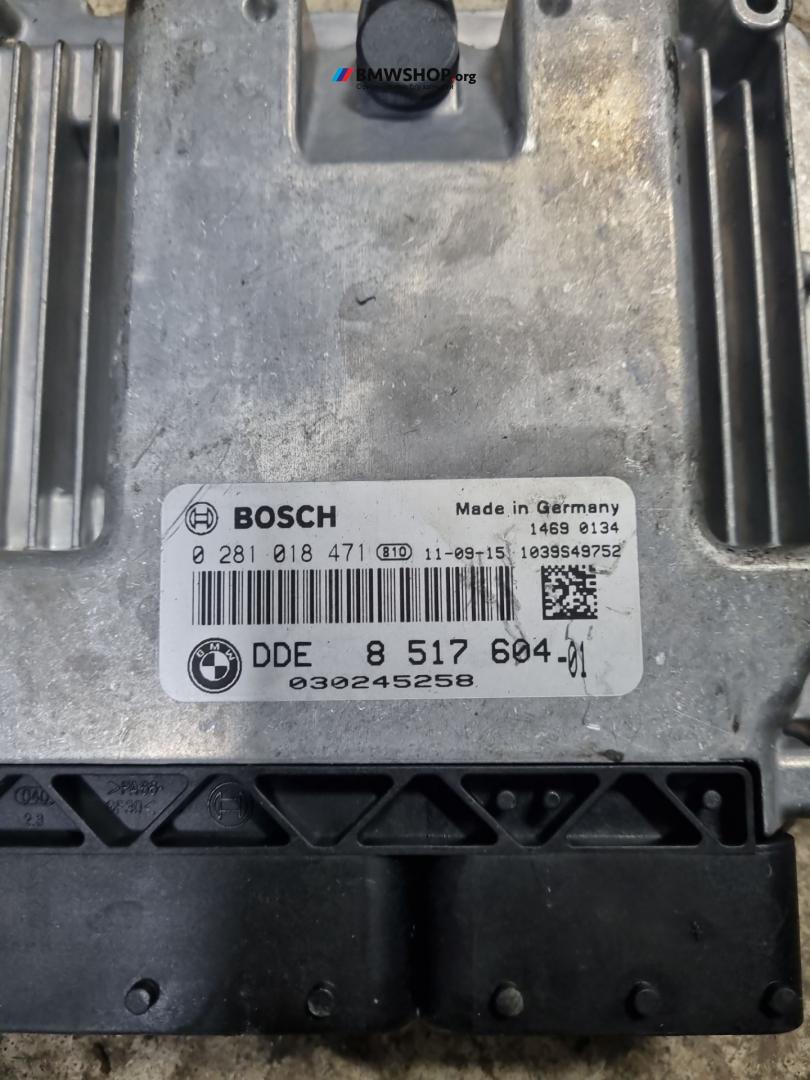 BMWSHOP.org
BOSCH
Made in Germany
1469 0134
0 281 018 471 810 11-09-15 1039S49752
BMW
DDE 8 517 604-01
030245258